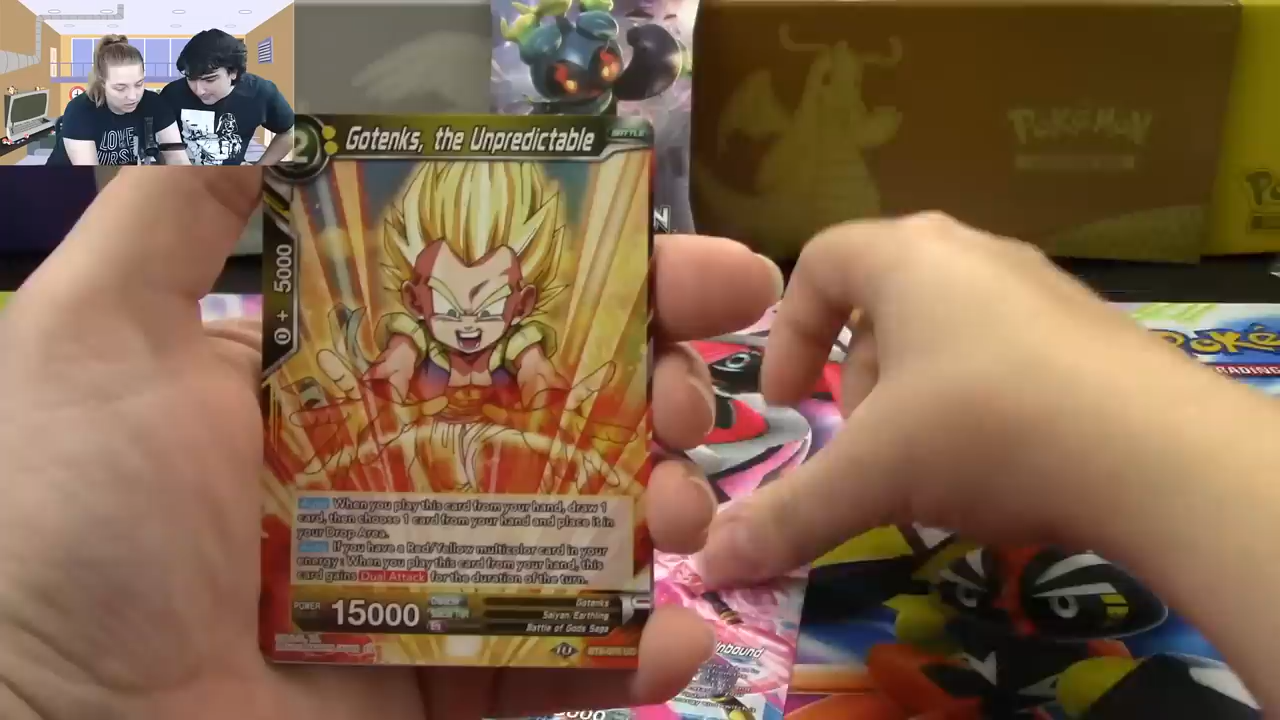 LOVE
2
Gotenks, the Unpredictable
BATTLE
0 + 5000
POKéMON
N
Poké
When you play this card from your hand, draw 1
card, then choose 1 card from your hand and place it in
your Drop Area.
If you have a Red/Yellow multicolor card in your
energy : When you play this card from your hand, this
card gains Dual Attack for the duration of the turn.
POWER 15000
Gotenks
Saiyan/Earthling
Battle of Gods Saga